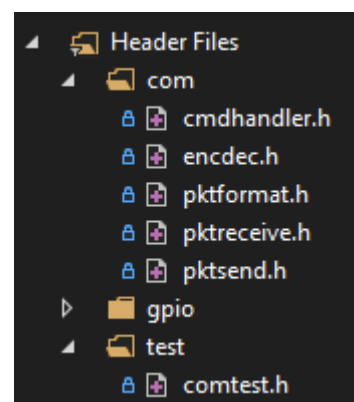 Header Files
com
cmdhandler.h
encdec.h
pktformat.h
pktreceive.h
pktsend.h
gpio
test
comtest.h